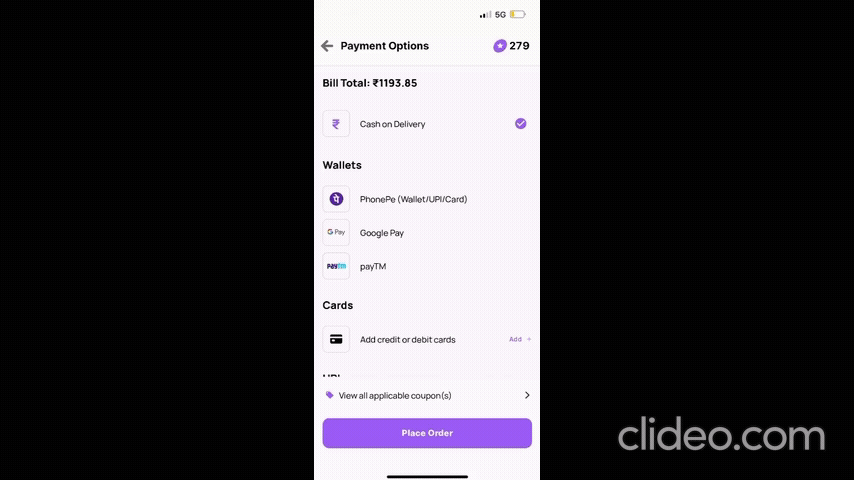 5G
Payment Options
279
Bill Total: ₹1193.85
₹
Cash on Delivery
Wallets
पे
PhonePe (Wallet/UPI/Card)
G Pay
Google Pay
paytm
payTM
Cards
Add credit or debit cards
Add +
View all applicable coupon(s)
Place Order
clideo.com